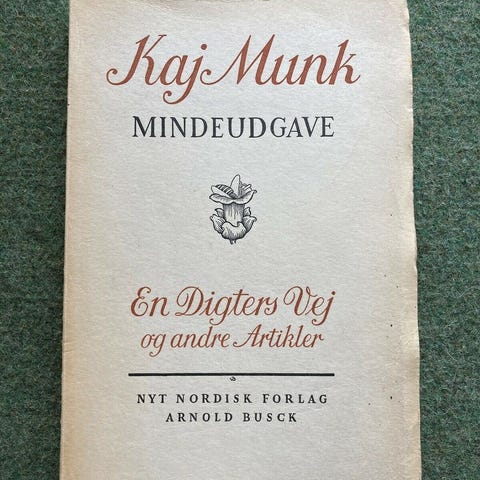 Kaj Munk
MINDEUDGAVE
En Digters Vej
og andre Artikler
NYT NORDISK FORLAG
ARNOLD BUSCK